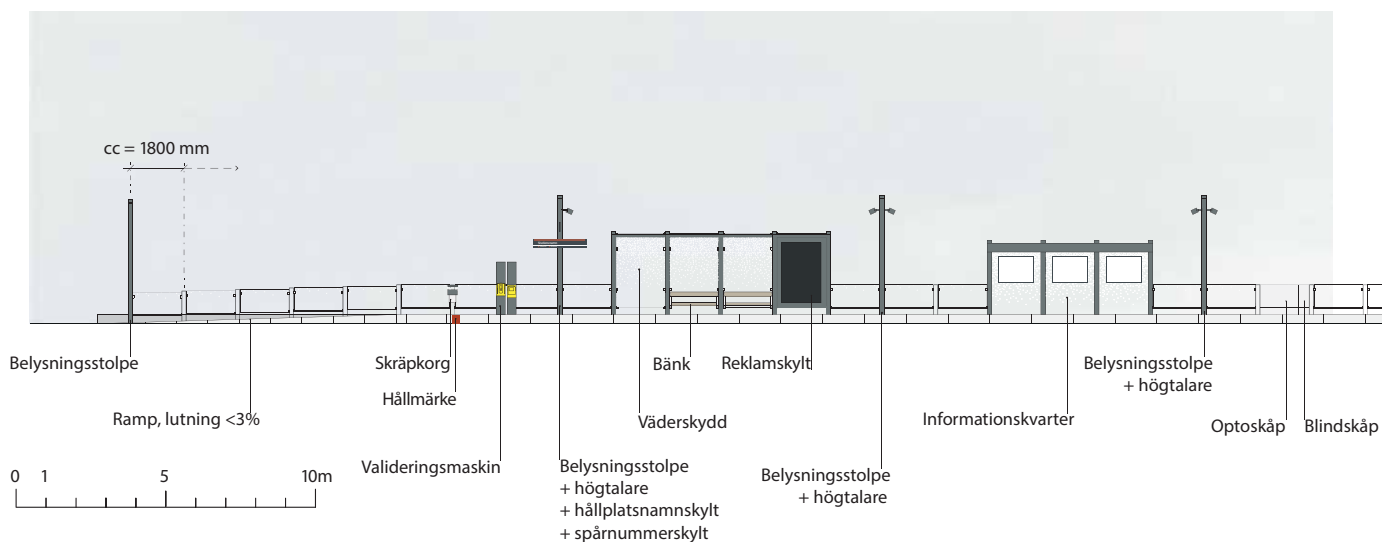 cc = 1800 mm
Belysningsstolpe
Skräpkorg
Bänk
Reklamskylt
Belysningsstolpe
+ högtalare
Hållmärke
Ramp, lutning <3%
Väderskydd
Informationskvarter
Optoskåp
Blindskåp
Valideringsmaskin
Belysningsstolpe
+ högtalare
+ hållplatsnamnskylt
+ spårnummerskylt
Belysningsstolpe
+ högtalare
0 1 5 10m